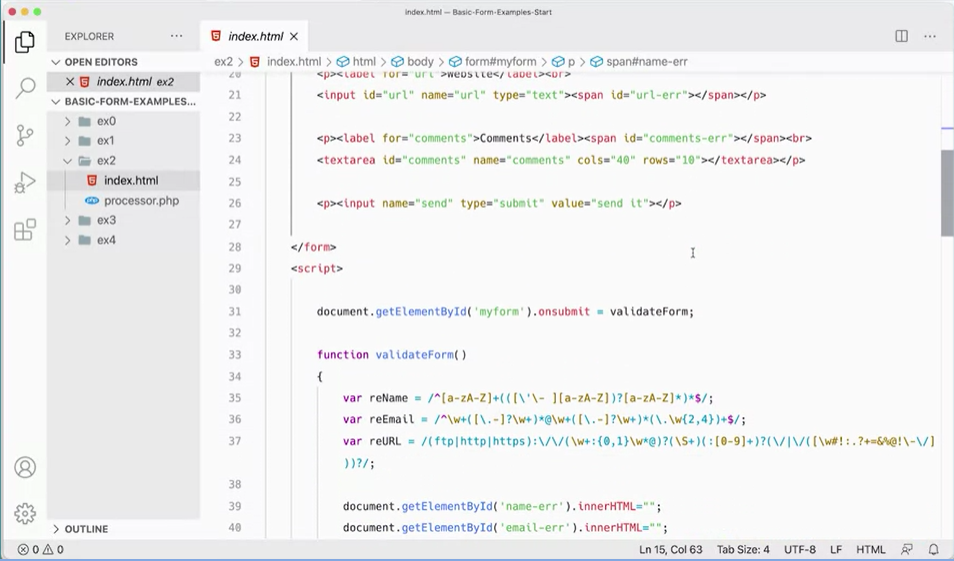 index.html — Basic-Form-Examples-Start
EXPLORER
index.html
OPEN EDITORS
index.html ex2
BASIC-FORM-EXAMPLES...
ex0
ex1
ex2
index.html
processor.php
ex3
ex4
OUTLINE
ex2 > index.html > html > body > form#myform > p > span#name-err
20 <p><label for="url">Website</label><br>
21 <input id="url" name="url" type="text"><span id="url-err"></span></p>
22
23 <p><label for="comments">Comments</label><span id="comments-err"></span><br>
24 <textarea id="comments" name="comments" cols="40" rows="10"></textarea></p>
25
26 <p><input name="send" type="submit" value="send it"></p>
27
28 </form>
29 <script>
30
31 document.getElementById('myform').onsubmit = validateForm;
32
33 function validateForm()
34 {
35 var reName = /^[a-zA-Z]+(([\'\- ][a-zA-Z])?[a-zA-Z]*)*$/;
36 var reEmail = /^\w+([\.-]?\w+)*@\w+([\.-]?\w+)*(\.\w{2,4})+$/;
37 var reURL = /(ftp|http|https):\/\/(\w+:{0,1}\w*@)?(\S+)(:[0-9]+)?(\/|\/([\w#!:.?+=&%@!\-\/]
))?/;
38
39 document.getElementById('name-err').innerHTML="";
40 document.getElementById('email-err').innerHTML="";
0 0
Ln 15, Col 63 Tab Size: 4 UTF-8 LF HTML